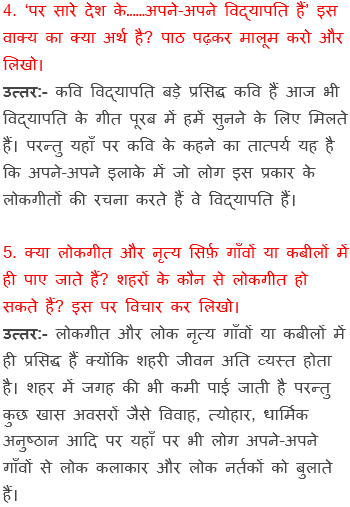 4. 'पर सारे देश के......अपने-अपने विद्यापति हैं' इस
वाक्य का क्या अर्थ है? पाठ पढ़कर मालूम करो और
लिखो।
उत्तर:- कवि विद्यापति बड़े प्रसिद्ध कवि हैं आज भी
विद्यापति के गीत पूरब में हमें सुनने के लिए मिलते
हैं। परन्तु यहाँ पर कवि के कहने का तात्पर्य यह है
कि अपने-अपने इलाके में जो लोग इस प्रकार के
लोकगीतों की रचना करते हैं वे विद्यापति हैं।
5. क्या लोकगीत और नृत्य सिर्फ़ गाँवों या कबीलों में
ही पाए जाते हैं? शहरों के कौन से लोकगीत हो
सकते हैं? इस पर विचार कर लिखो।
उत्तर:- लोकगीत और लोक नृत्य गाँवों या कबीलों में
ही प्रसिद्ध हैं क्योंकि शहरी जीवन अति व्यस्त होता
है। शहर में जगह की भी कमी पाई जाती है परन्तु
कुछ खास अवसरों जैसे विवाह, त्योहार, धार्मिक
अनुष्ठान आदि पर यहाँ पर भी लोग अपने-अपने
गाँवों से लोक कलाकार और लोक नर्तकों को बुलाते
हैं।